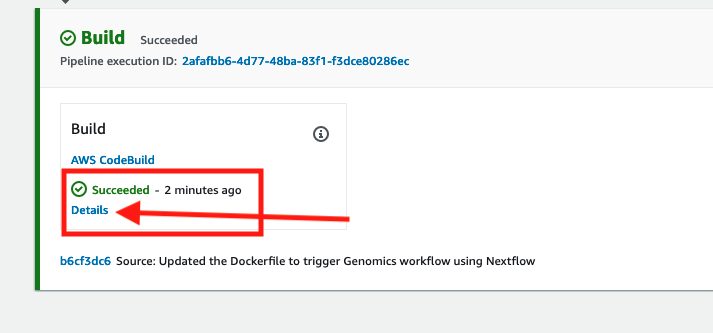 Build Succeeded
Pipeline execution ID: 2afafbb6-4d77-48ba-83f1-f3dce80286ec
Build
AWS CodeBuild
Succeeded - 2 minutes ago
Details
b6cf3dc6 Source: Updated the Dockerfile to trigger Genomics workflow using Nextflow